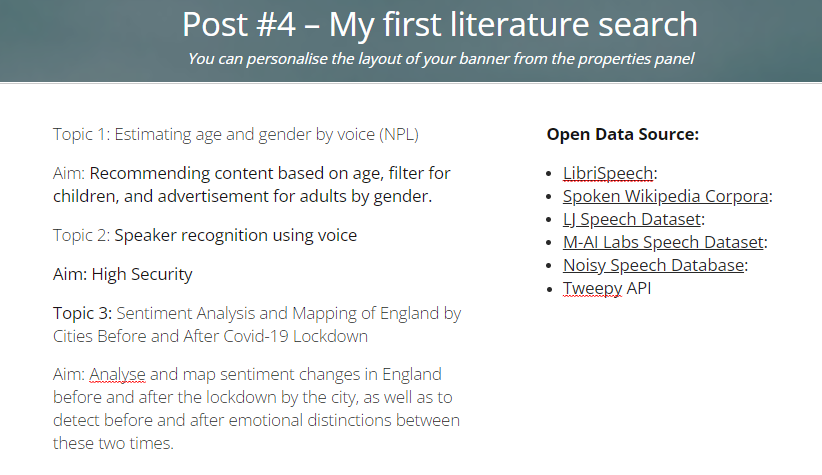 Post #4 – My first literature search
You can personalise the layout of your banner from the properties panel
Topic 1: Estimating age and gender by voice (NPL)
Aim: Recommending content based on age, filter for
children, and advertisement for adults by gender.
Topic 2: Speaker recognition using voice
Aim: High Security
Topic 3: Sentiment Analysis and Mapping of England by
Cities Before and After Covid-19 Lockdown
Aim: Analyse and map sentiment changes in England
before and after the lockdown by the city, as well as to
detect before and after emotional distinctions between
these two times.
Open Data Source:
• LibriSpeech:
• Spoken Wikipedia Corpora:
• LJ Speech Dataset:
• M-AI Labs Speech Dataset:
• Noisy Speech Database:
• Tweepy API